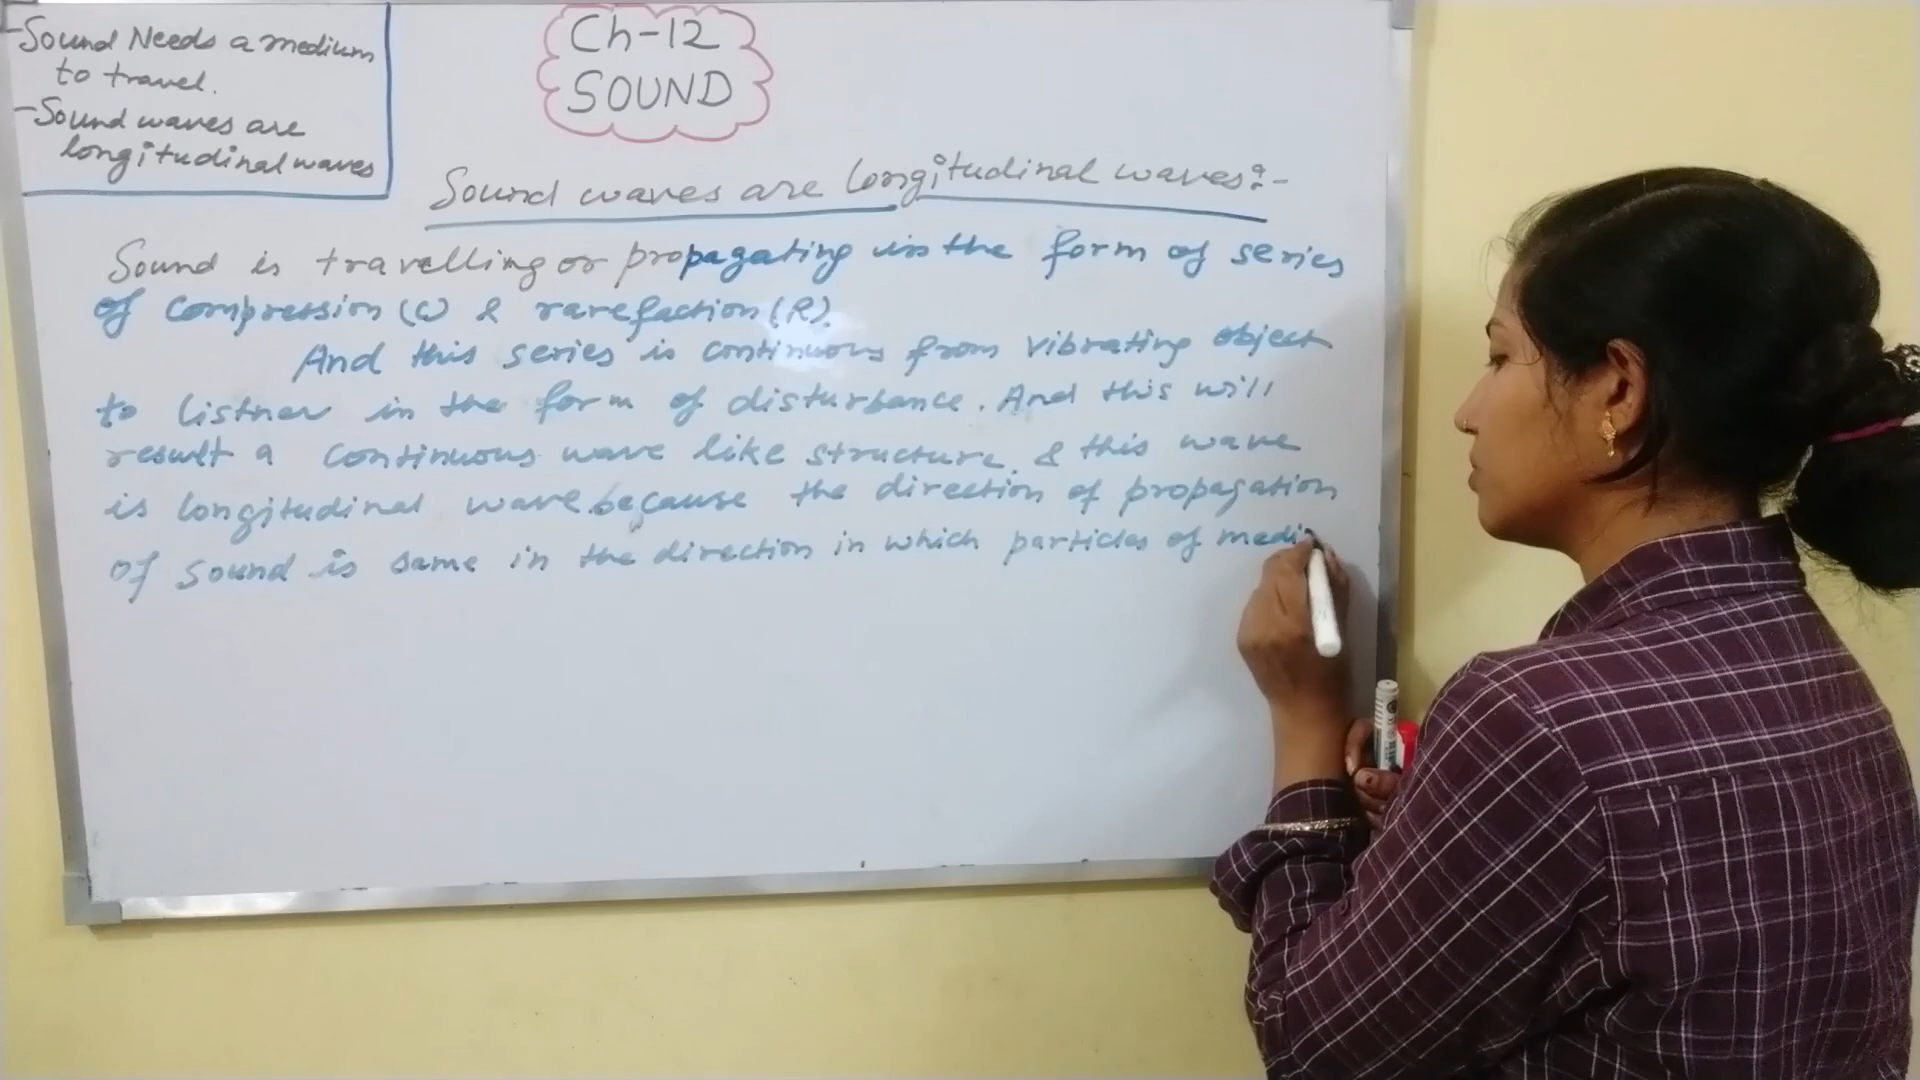 -Sound Needs a medium
to travel.
-Sound waves are
longitudinal waves
Ch-12
SOUND
Sound waves are longitudinal waves:-
Sound is travelling or propagating in the form of series
of compression (C) & rarefaction (R).
And this series is continuous from vibrating object
to listner in the form of disturbance. And this will
result a continuous wave like structure. & this wave
is longitudinal wave because the direction of propagation
of sound is same in the direction in which particles of medi